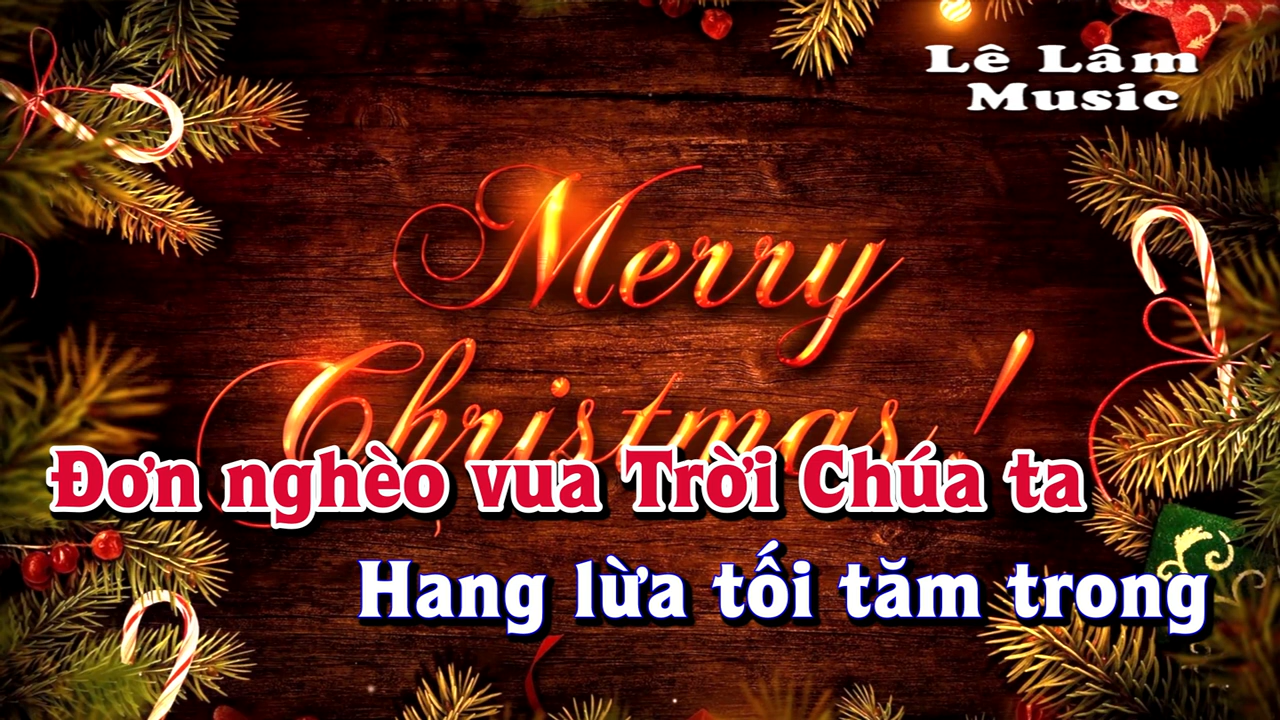 Lê Lâm
Music
Merry
Christmas!
Đơn nghèo vua Trời Chúa ta
Hang lừa tối tăm trong